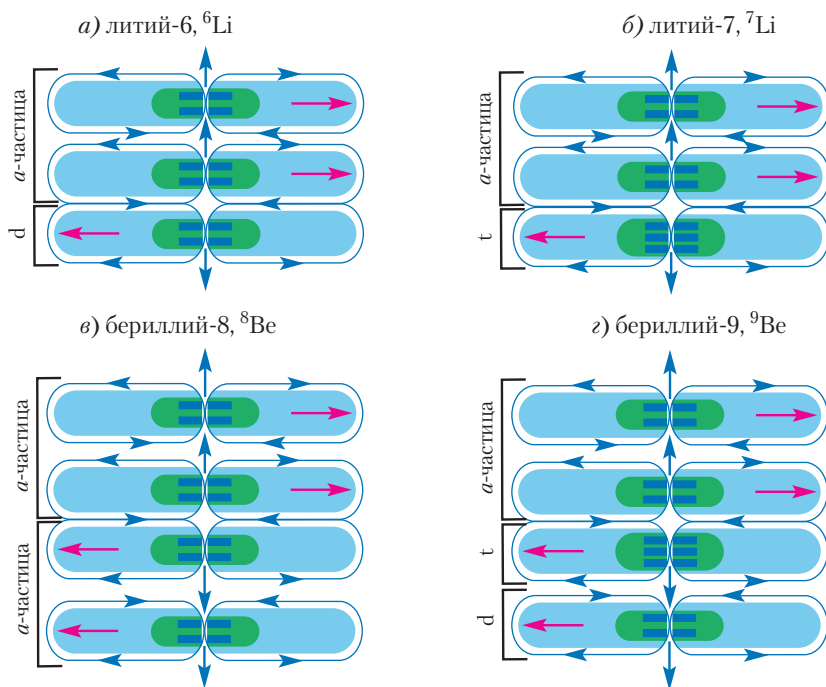 а) литий-6, ⁶Li
α-частица
d
б) литий-7, ⁷Li
α-частица
t
в) бериллий-8, ⁸Be
α-частица
α-частица
г) бериллий-9, ⁹Be
α-частица
t
d